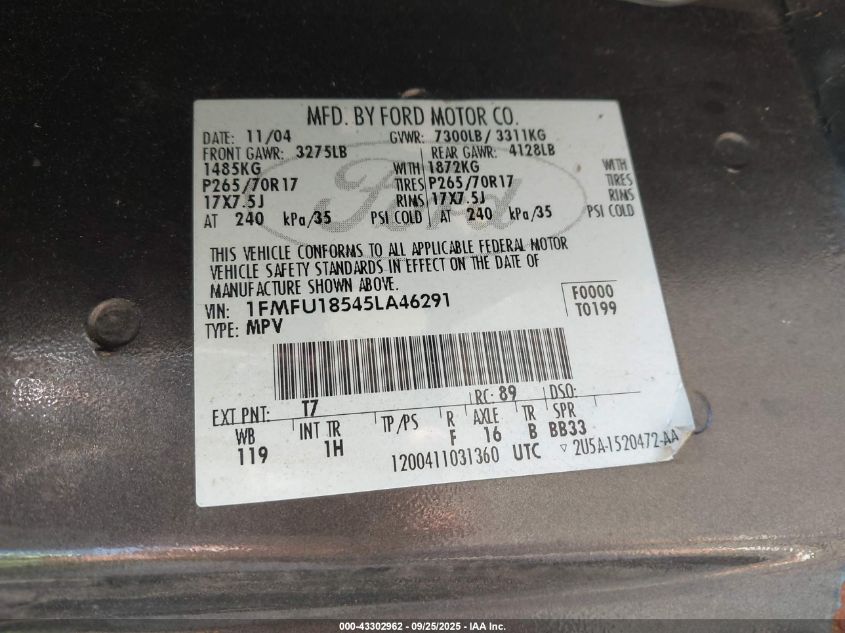 MFD. BY FORD MOTOR CO.
DATE: 11/04 GVWR: 7300LB/ 3311KG
FRONT GAWR: 3275LB REAR GAWR: 4128LB
1485KG WITH 1872KG WITH
P265/70R17 TIRES P265/70R17 TIRES
17X7.5J RIMS 17X7.5J RIMS
AT 240 kPa/35 PSI COLD AT 240 kPa/35 PSI COLD
Ford
THIS VEHICLE CONFORMS TO ALL APPLICABLE FEDERAL MOTOR
VEHICLE SAFETY STANDARDS IN EFFECT ON THE DATE OF
MANUFACTURE SHOWN ABOVE.
VIN: 1FMFU18545LA46291 F0000
TYPE: MPV T0199
EXT PNT: T7 RC: 89 DSO:
WB INT TR TP/PS R AXLE TR SPR
119 1H F 16 B BB33
1200411031360 UTC ▽ 2U5A-1520472-AA
000-43302962 - 09/25/2025 - IAA Inc.